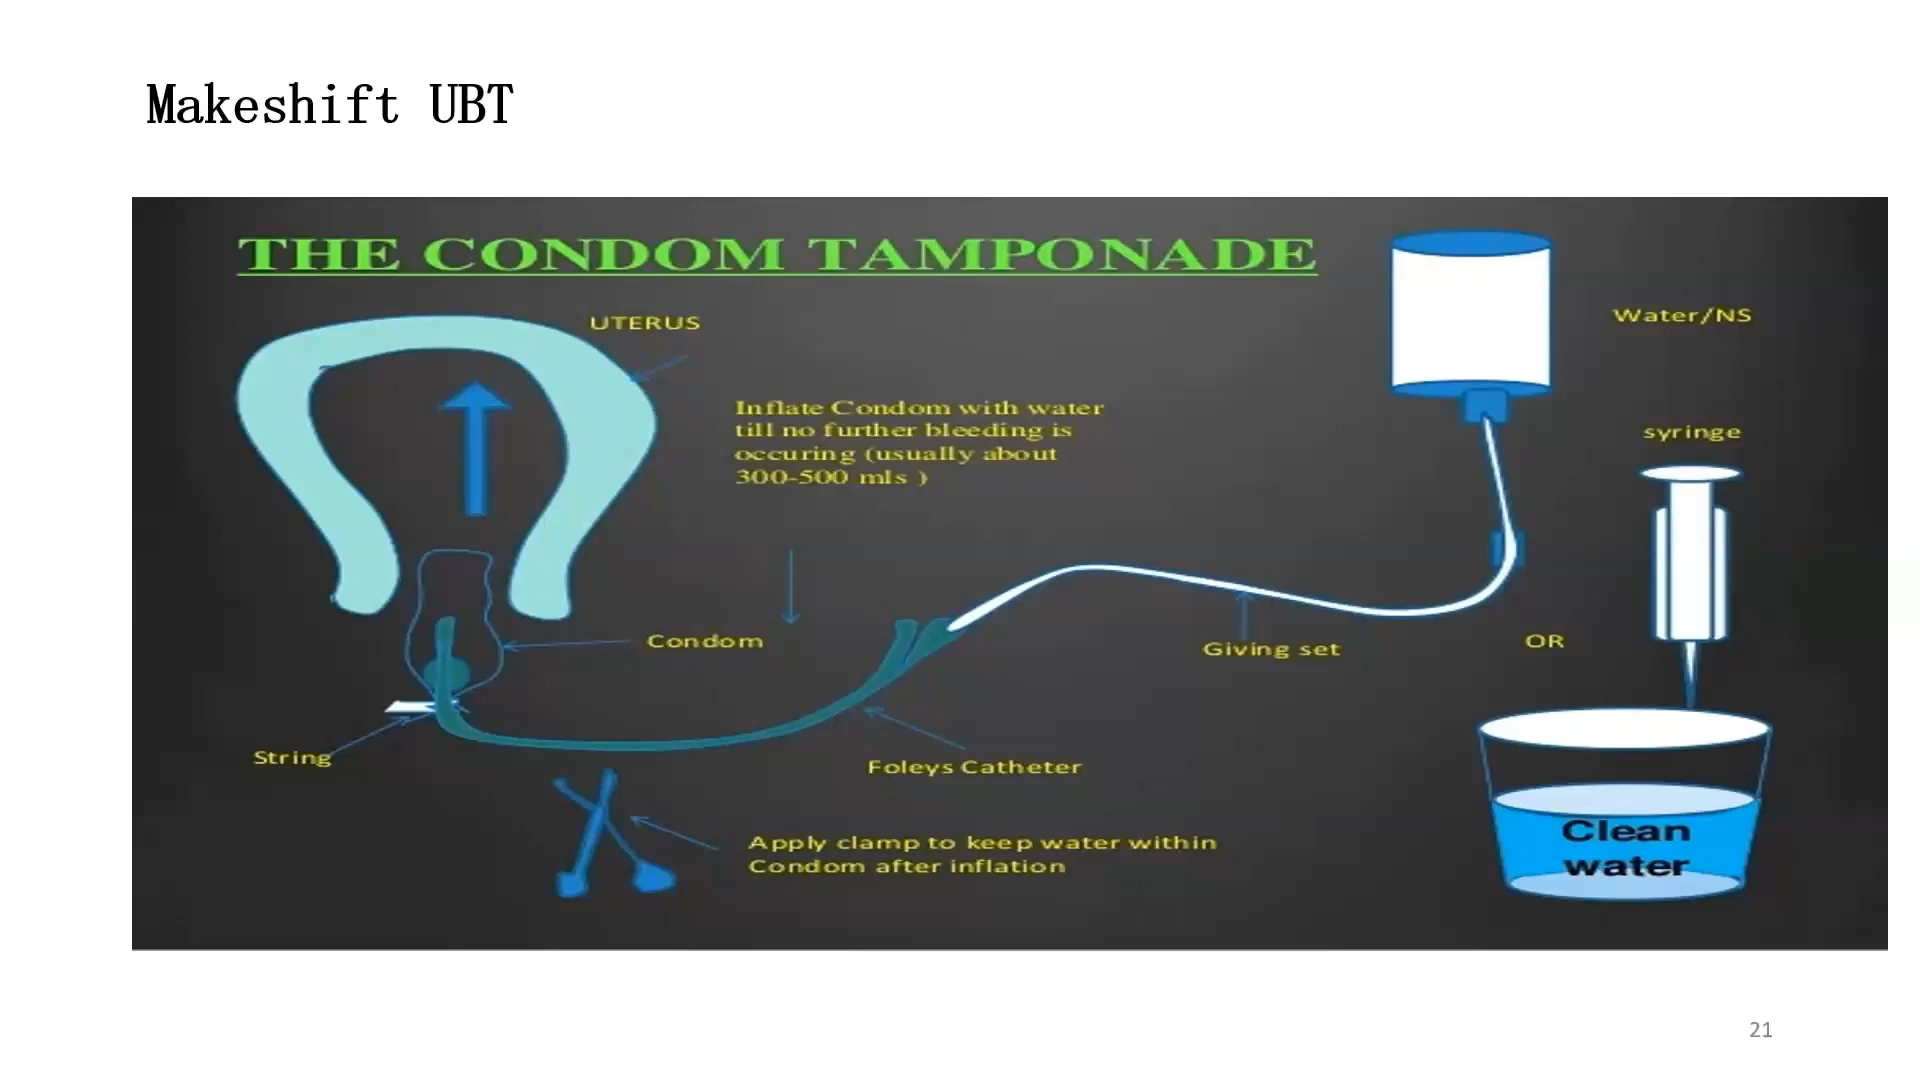 Makeshift UBT
THE CONDOM TAMPONADE
UTERUS
Water/NS
Inflate Condom with water
till no further bleeding is
occuring (usually about
300-500 mls )
syringe
Condom
Giving set
OR
String
Foleys Catheter
Apply clamp to keep water within
Condom after inflation
Clean
water
21